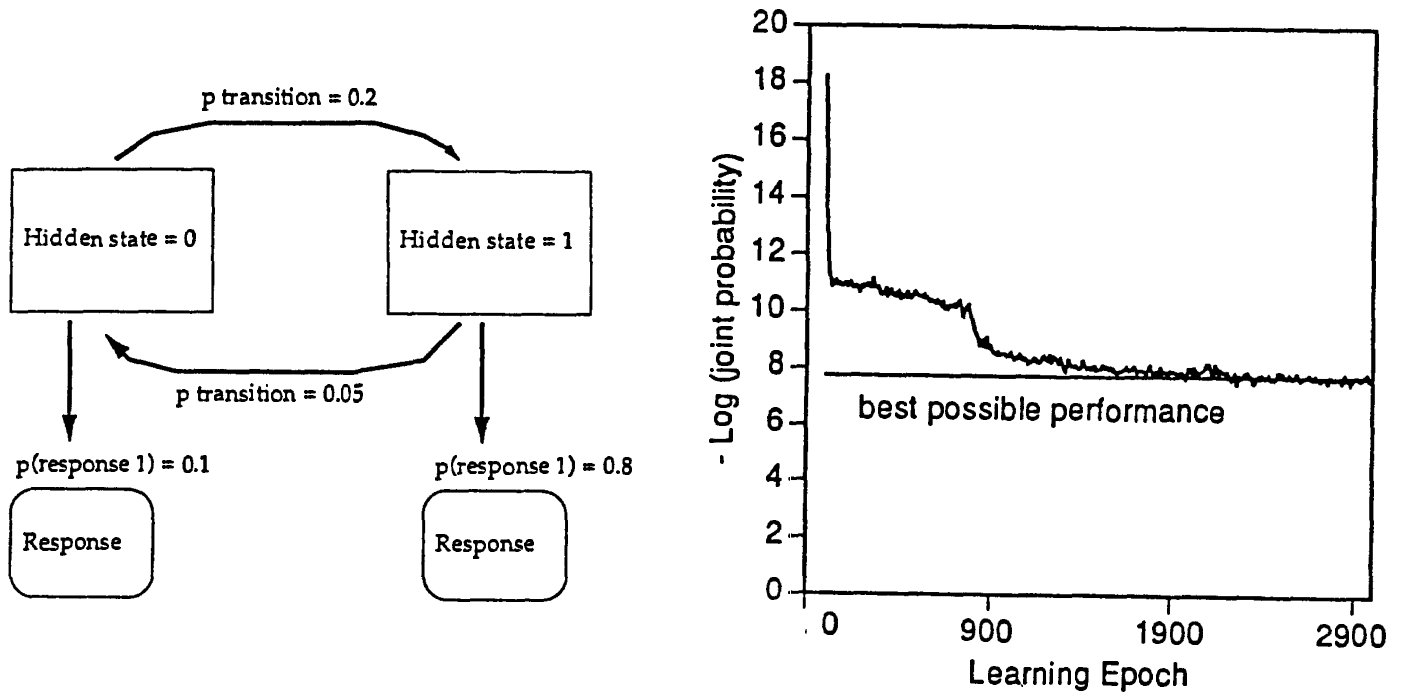 p transition = 0.2
Hidden state = 0
Hidden state = 1
p transition = 0.05
p(response 1) = 0.1
p(response 1) = 0.8
Response
Response
20
18
16
14
12
10
8
6
4
2
0
- Log (joint probability)
best possible performance
0
900
1900
2900
Learning Epoch